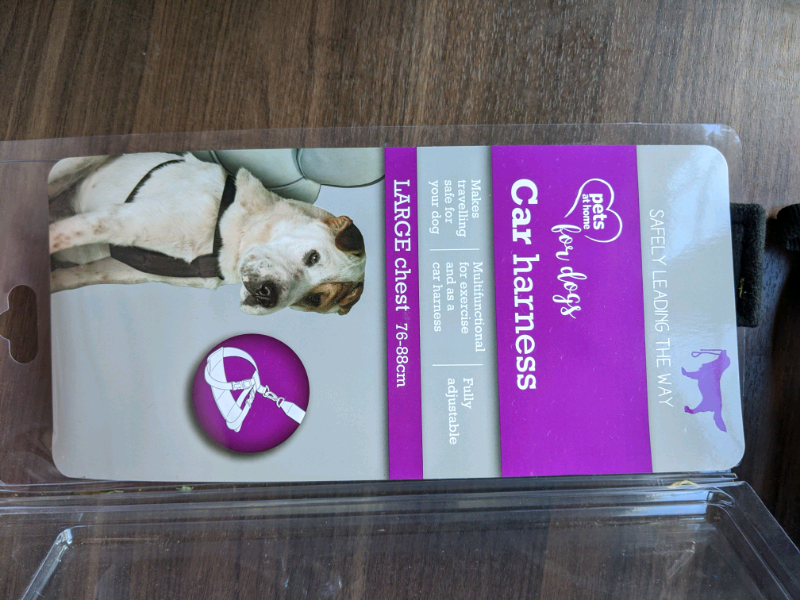 SAFELY LEADING THE WAY
pets
at home
for dogs
Car harness
Makes
travelling
safe for
your dog
Multifunctional
for exercise
and as a
car harness
Fully
adjustable
LARGE chest 76-88cm